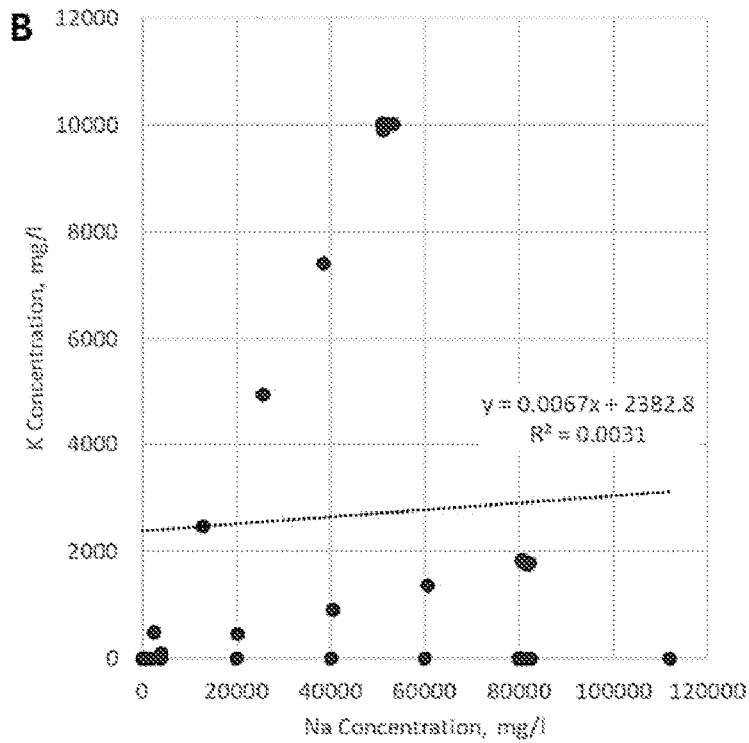 B
12000
10000
8000
6000
4000
2000
0
K Concentration, mg/l
y = 0.0067x + 2382.8
R² = 0.0031
0 20000 40000 60000 80000 100000 120000
Na Concentration, mg/l